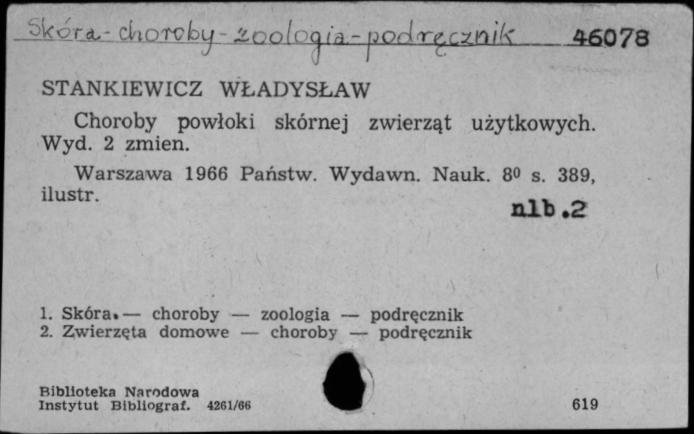 Skóra - choroby - zoologia - podręcznik 46078
STANKIEWICZ WŁADYSŁAW
Choroby powłoki skórnej zwierząt użytkowych.
Wyd. 2 zmien.
Warszawa 1966 Państw. Wydawn. Nauk. 8⁰ s. 389,
ilustr.
nlb.2
1. Skóra. — choroby — zoologia — podręcznik
2. Zwierzęta domowe — choroby — podręcznik
Biblioteka Narodowa
Instytut Bibliograf. 4261/66 619